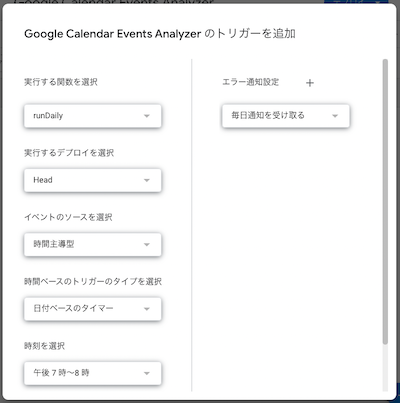 Google Calendar Events Analyzer
Google Calendar Events Analyzer のトリガーを追加
実行する関数を選択
runDaily
実行するデプロイを選択
Head
イベントのソースを選択
時間主導型
時間ベースのトリガーのタイプを選択
日付ベースのタイマー
時刻を選択
午後 7 時～8 時
エラー通知設定
毎日通知を受け取る